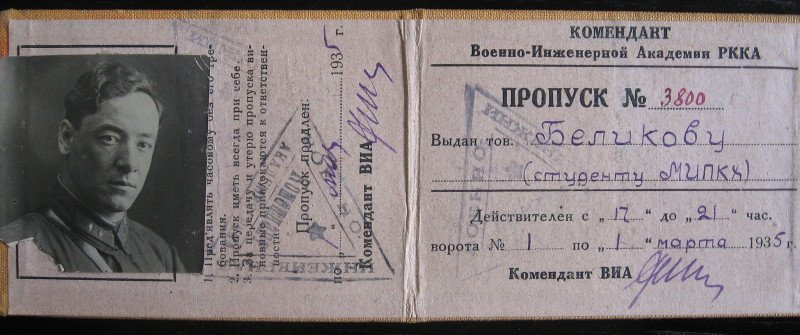 1. Предъявлять часовому без его тре-
бования.
2. Пропуск иметь всегда при себе.
3. За передачу и утерю пропуска ви-
новные привлекаются к ответствен-
ности.
Пропуск продлен:
по 1935 г.
Комендант ВИА
КОМЕНДАНТ
Военно-Инженерной Академии РККА
ПРОПУСК № 3800
Выдан тов. Беликову
(студенту МИПКХ)
Действителен с „17“ до „21“ час.
ворота № 1 по „1“ марта 1935 г.
Комендант ВИА